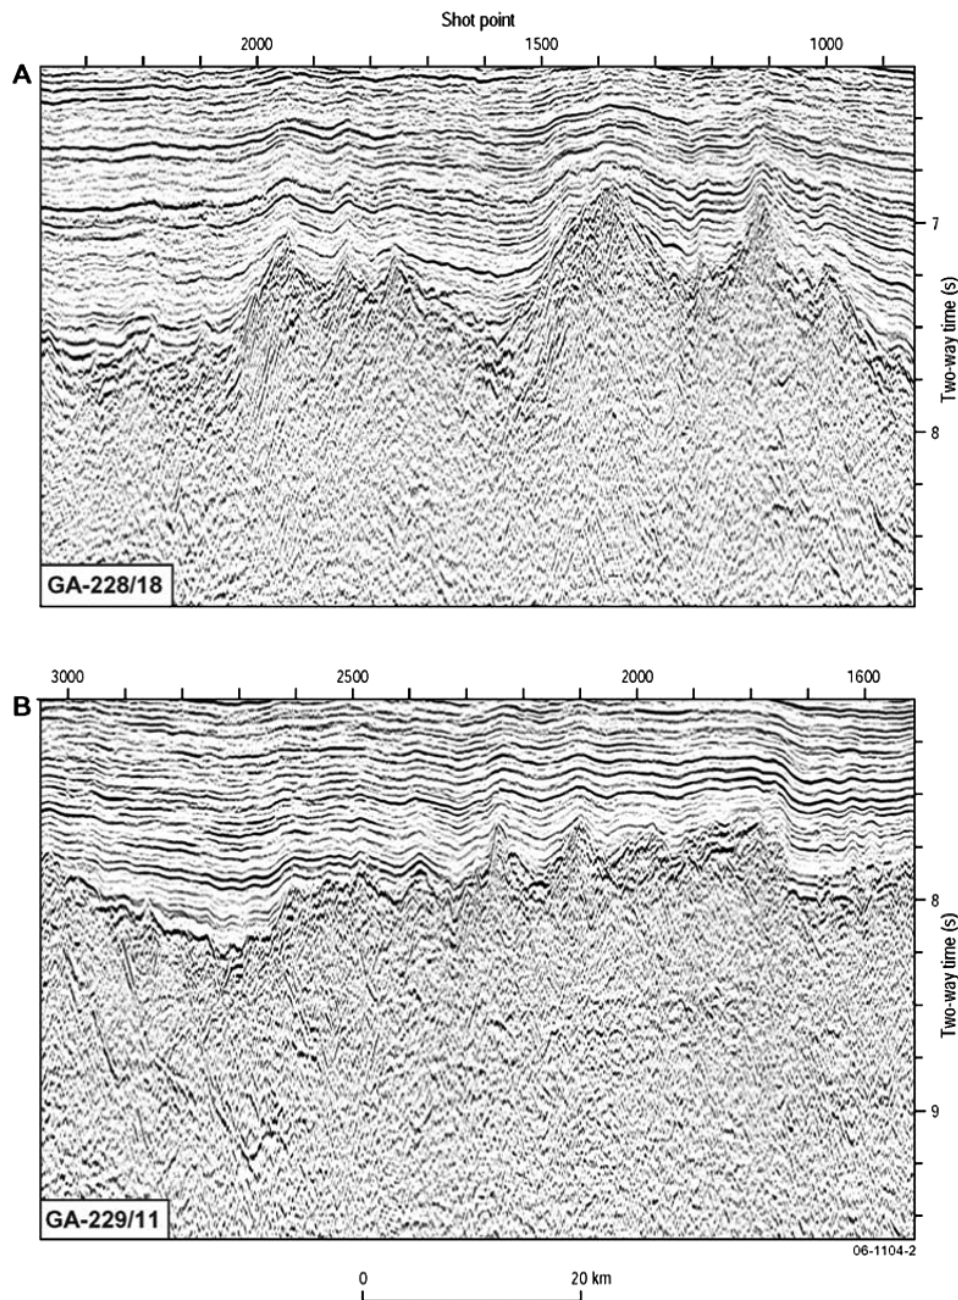 Shot point
2000 1500 1000
A
7
Two-way time (s)
8
GA-228/18
3000 2500 2000 1600
B
8
Two-way time (s)
9
GA-229/11
06-1104-2
0 20 km